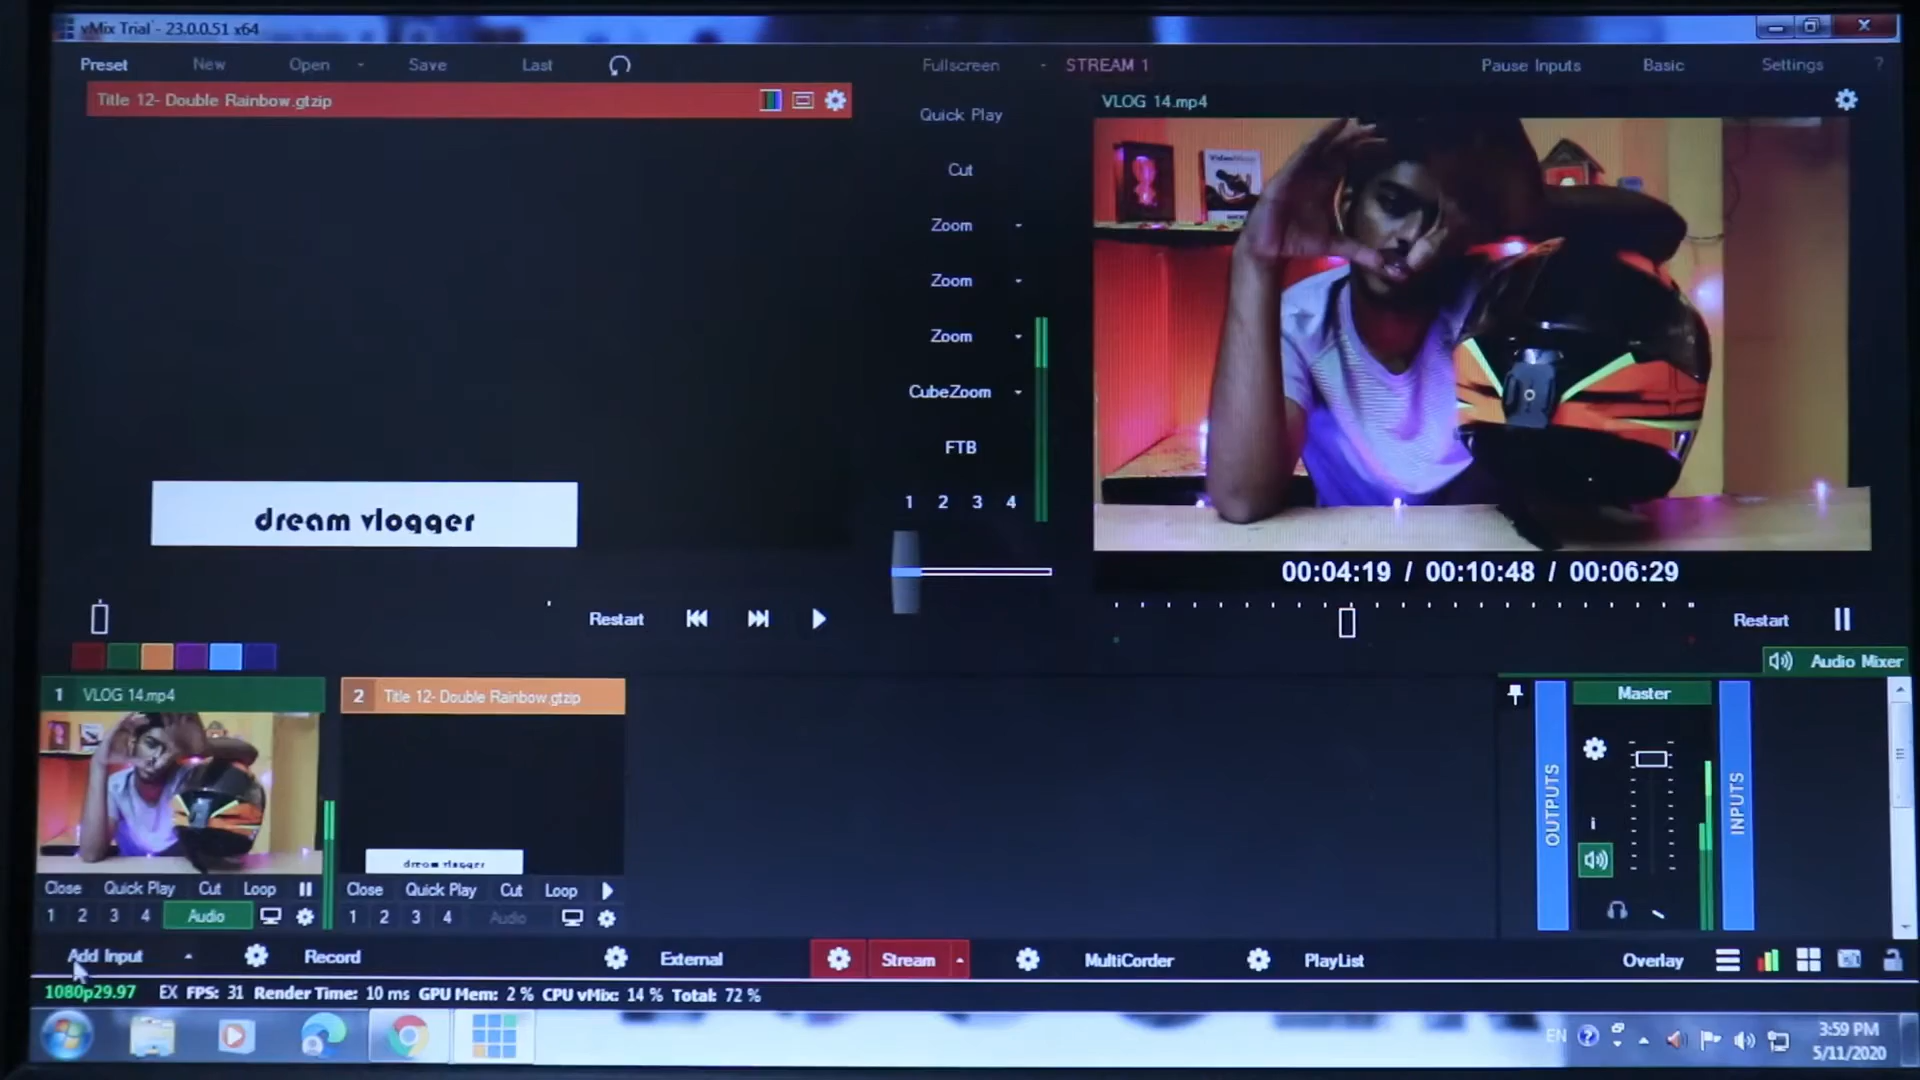 vMix Trial - 23.0.0.51 x64
Preset New Open Save Last
Fullscreen STREAM 1 Pause Inputs Basic Settings ?
Title 12- Double Rainbow.gtzip
VLOG 14.mp4
Quick Play
Cut
Zoom
Zoom
Zoom
CubeZoom
FTB
1 2 3 4
dream vlogger
00:04:19 / 00:10:48 / 00:06:29
Restart
Restart
Audio Mixer
1 VLOG 14.mp4
2 Title 12- Double Rainbow.gtzip
Master
OUTPUTS
INPUTS
dream vlogger
Close Quick Play Cut Loop
Close Quick Play Cut Loop
1 2 3 4 Audio
1 2 3 4 Audio
Add Input Record External Stream MultiCorder PlayList Overlay
1080p29.97 EX FPS: 31 Render Time: 10 ms GPU Mem: 2 % CPU vMix: 14 % Total: 72 %
EN
3:59 PM
5/11/2020